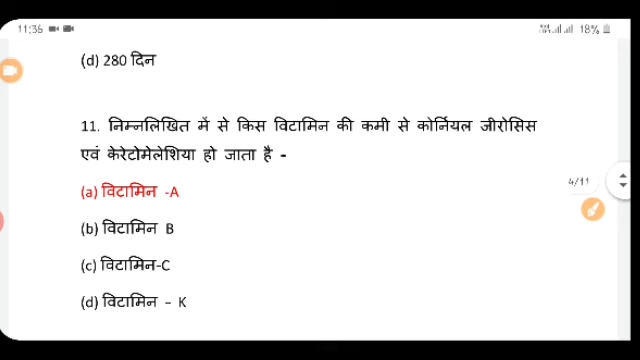 11:36 18%
(d) 280 दिन
11. निम्नलिखित में से किस विटामिन की कमी से कोर्नियल जीरोसिस
एवं केरेटोमेलेशिया हो जाता है -
4/11
(a) विटामिन -A
(b) विटामिन B
(c) विटामिन-C
(d) विटामिन - K